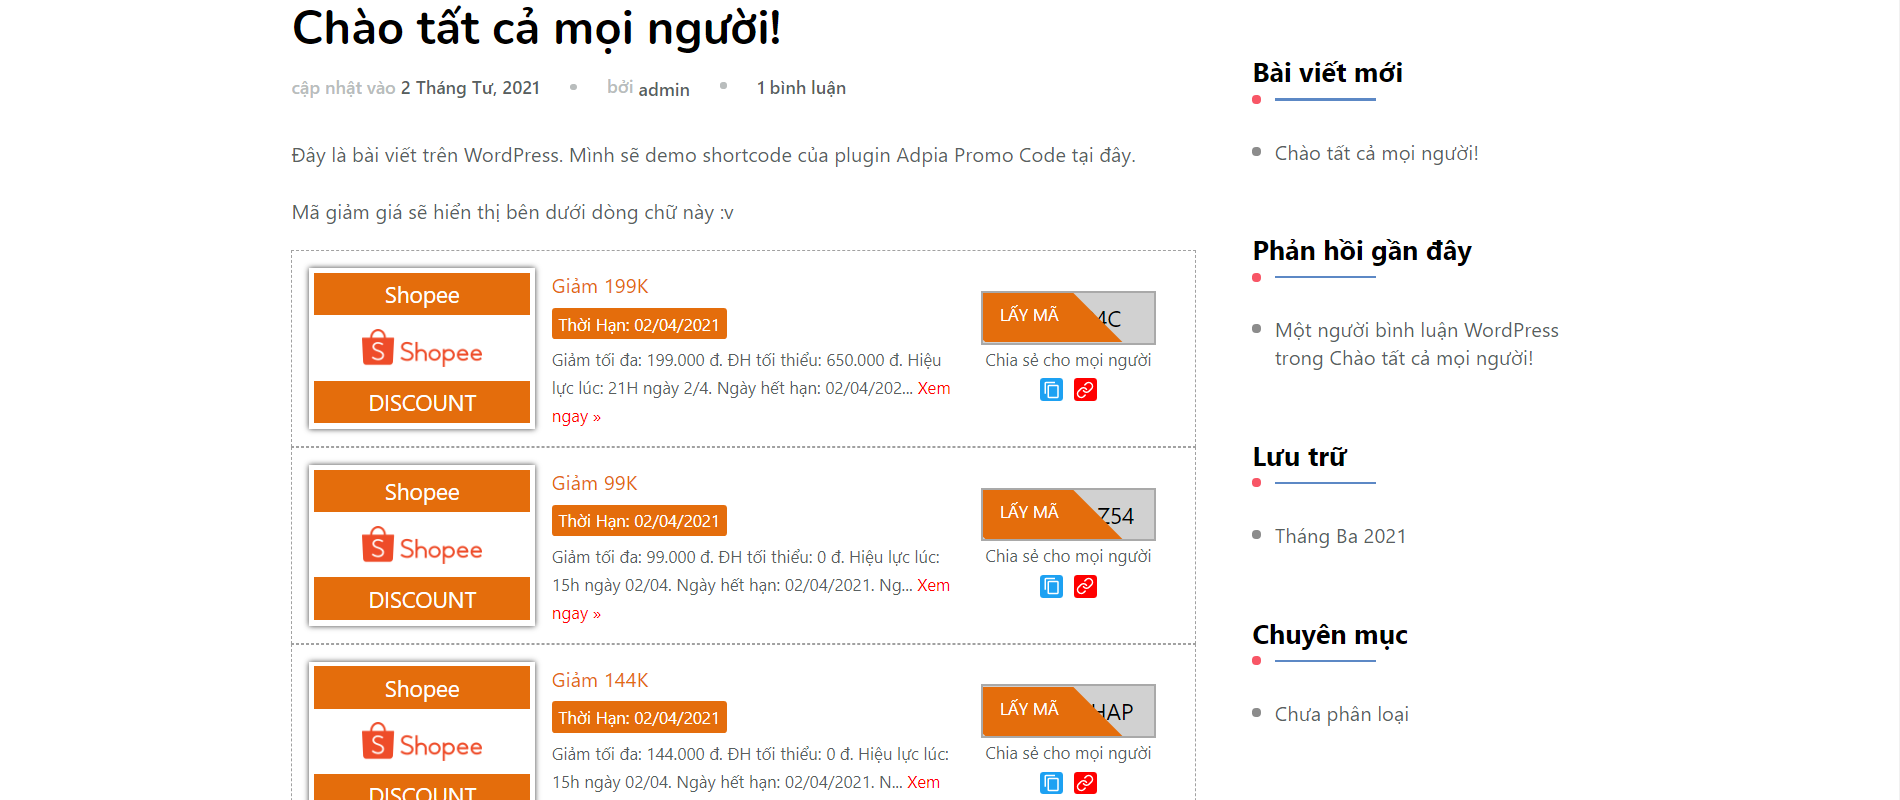 Chào tất cả mọi người!
cập nhật vào 2 Tháng Tư, 2021 bởi admin 1 bình luận
Đây là bài viết trên WordPress. Mình sẽ demo shortcode của plugin Adpia Promo Code tại đây.
Mã giảm giá sẽ hiển thị bên dưới dòng chữ này :v
Shopee
Shopee
DISCOUNT
Giảm 199K
Thời Hạn: 02/04/2021
Giảm tối đa: 199.000 đ. ĐH tối thiểu: 650.000 đ. Hiệu
lực lúc: 21H ngày 2/4. Ngày hết hạn: 02/04/202... Xem
ngay »
LẤY MÃ 4C
Chia sẻ cho mọi người
Shopee
Shopee
DISCOUNT
Giảm 99K
Thời Hạn: 02/04/2021
Giảm tối đa: 99.000 đ. ĐH tối thiểu: 0 đ. Hiệu lực lúc:
15h ngày 02/04. Ngày hết hạn: 02/04/2021. Ng... Xem
ngay »
LẤY MÃ Z54
Chia sẻ cho mọi người
Shopee
Shopee
DISCOUNT
Giảm 144K
Thời Hạn: 02/04/2021
Giảm tối đa: 144.000 đ. ĐH tối thiểu: 0 đ. Hiệu lực lúc:
15h ngày 02/04. Ngày hết hạn: 02/04/2021. N... Xem
LẤY MÃ HAP
Chia sẻ cho mọi người
Bài viết mới
Chào tất cả mọi người!
Phản hồi gần đây
Một người bình luận WordPress
trong Chào tất cả mọi người!
Lưu trữ
Tháng Ba 2021
Chuyên mục
Chưa phân loại